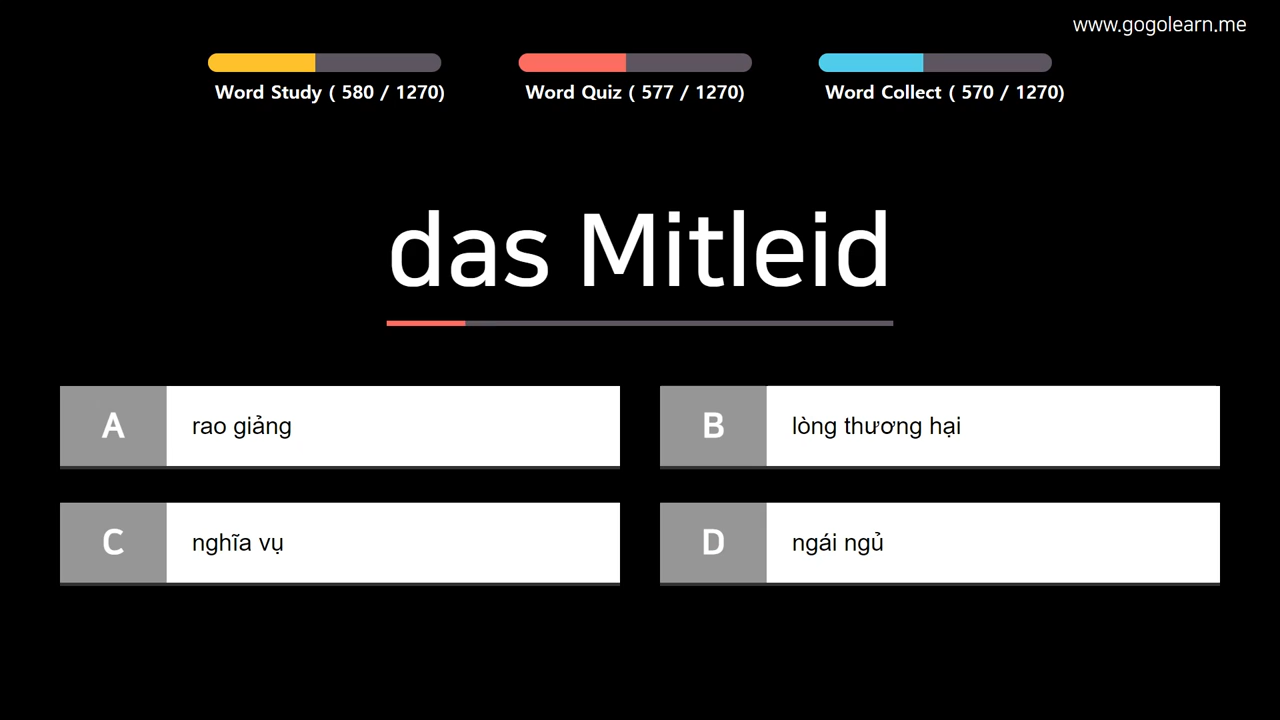 www.gogolearn.me
Word Study ( 580 / 1270)
Word Quiz ( 577 / 1270)
Word Collect ( 570 / 1270)
das Mitleid
A rao giảng
B lòng thương hại
C nghĩa vụ
D ngái ngủ